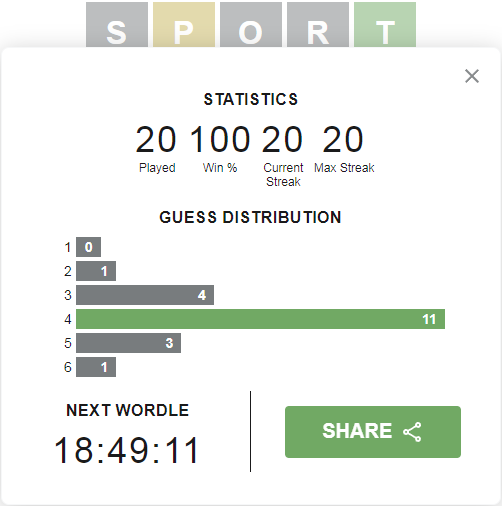 S P O R T
STATISTICS
20 100 20 20
Played Win % Current Streak Max Streak
GUESS DISTRIBUTION
1 0
2 1
3 4
4 11
5 3
6 1
NEXT WORDLE
18:49:11
SHARE